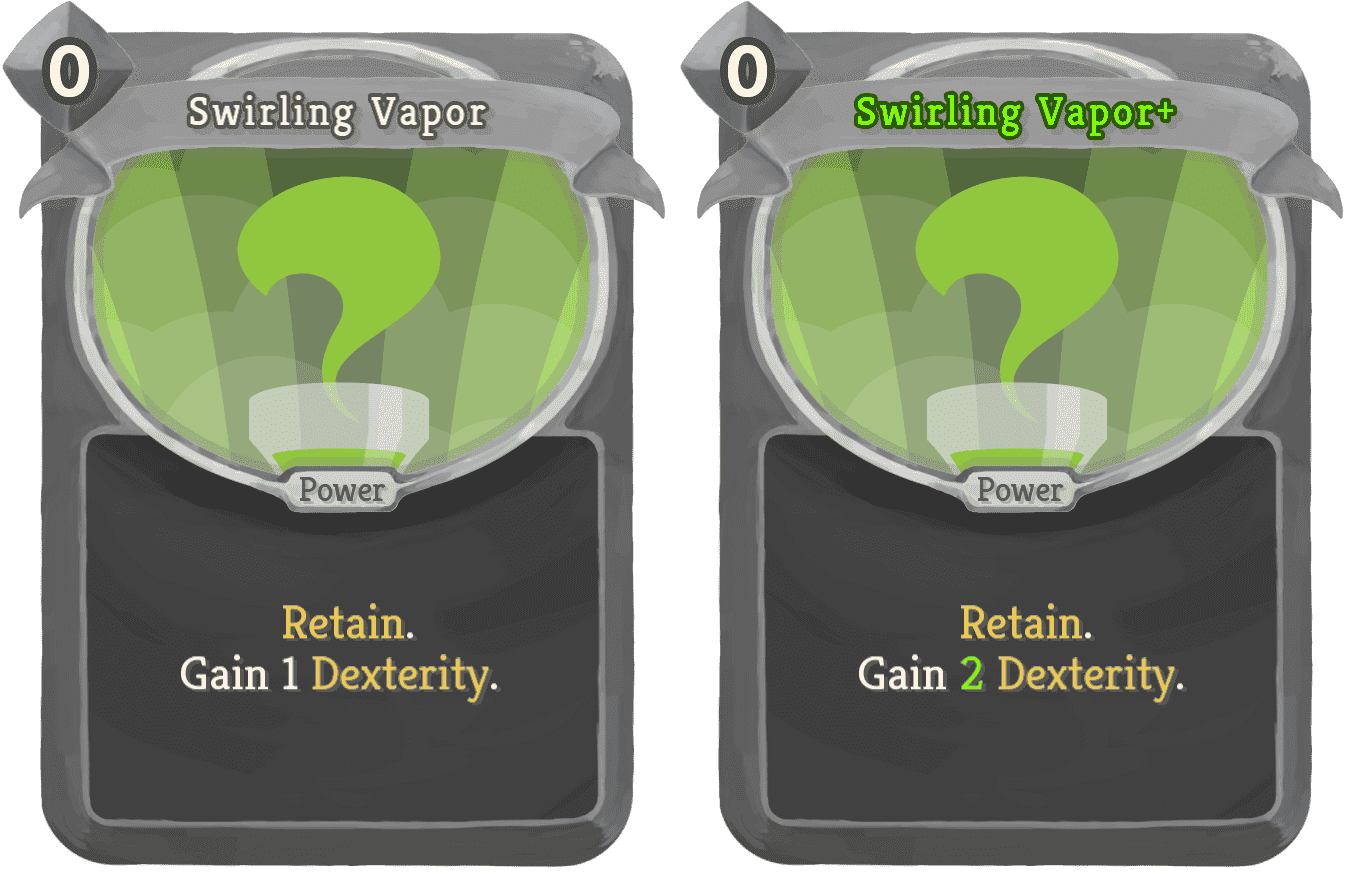 0
Swirling Vapor
Power
Retain.
Gain 1 Dexterity.
0
Swirling Vapor+
Power
Retain.
Gain 2 Dexterity.